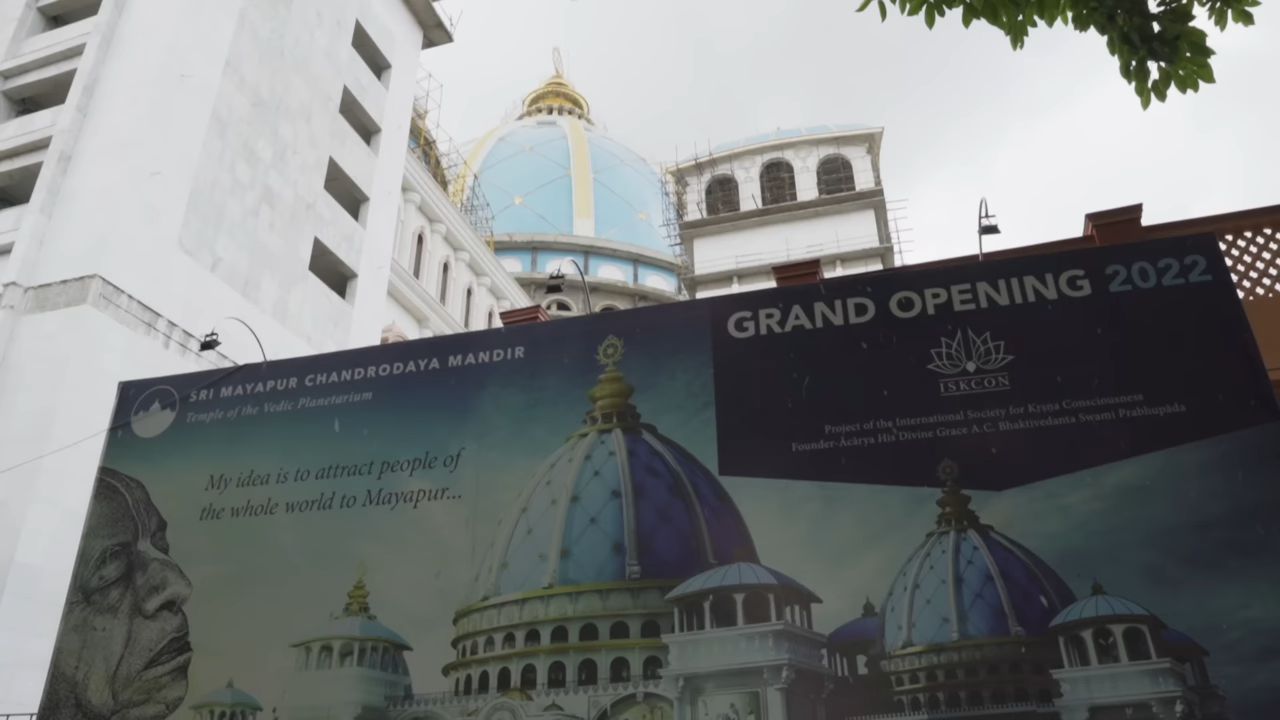 SRI MAYAPUR CHANDRODAYA MANDIR
Temple of the Vedic Planetarium
My idea is to attract people of
the whole world to Mayapur...
GRAND OPENING 2022
ISKCON
Project of the International Society for Kṛṣṇa Consciousness
Founder-Ācārya His Divine Grace A.C. Bhaktivedanta Swami Prabhupāda